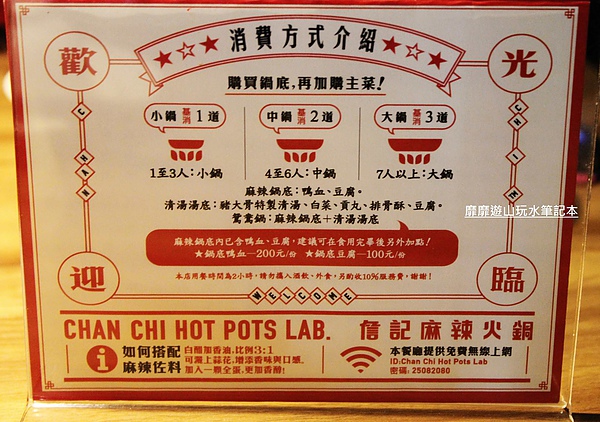 歡
光
消費方式介紹
購買鍋底,再加購主菜!
小鍋 基消 1道
中鍋 基消 2道
大鍋 基消 3道
1至3人:小鍋
4至6人:中鍋
7人以上:大鍋
麻辣鍋底:鴨血、豆腐。
清湯湯底:豬大骨特製清湯、白菜、貢丸、排骨酥、豆腐。
鴛鴦鍋:麻辣鍋底+清湯湯底
麻辣鍋底內已含鴨血、豆腐,建議可在食用完畢後另外加點!
★鍋底鴨血—200元/份 ★鍋底豆腐—100元/份
本店用餐時間為2小時,請勿攜入酒飲、外食,另酌收10%服務費,謝謝!
迎
臨
WELCOME
CHAN
CHI
靡靡遊山玩水筆記本
CHAN CHI HOT POTS LAB. 詹記麻辣火鍋
如何搭配
麻辣佐料
白醋加香油,比例3:1
可灑上蒜花,增添香味與口感。
加入一顆全蛋,更加香醇!
本餐廳提供免費無線上網
ID:Chan Chi Hot Pots Lab
密碼: 25082080